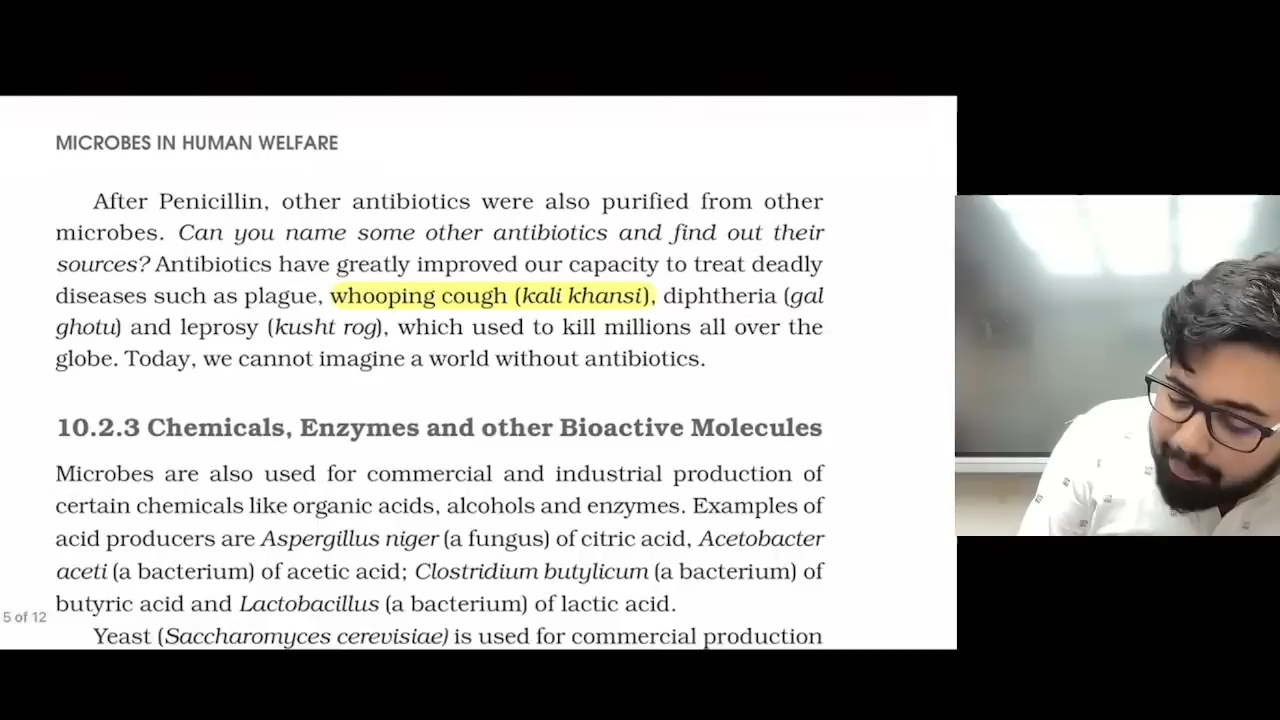 MICROBES IN HUMAN WELFARE
After Penicillin, other antibiotics were also purified from other
microbes. Can you name some other antibiotics and find out their
sources? Antibiotics have greatly improved our capacity to treat deadly
diseases such as plague, whooping cough (kali khansi), diphtheria (gal
ghotu) and leprosy (kusht rog), which used to kill millions all over the
globe. Today, we cannot imagine a world without antibiotics.
10.2.3 Chemicals, Enzymes and other Bioactive Molecules
Microbes are also used for commercial and industrial production of
certain chemicals like organic acids, alcohols and enzymes. Examples of
acid producers are Aspergillus niger (a fungus) of citric acid, Acetobacter
aceti (a bacterium) of acetic acid; Clostridium butylicum (a bacterium) of
butyric acid and Lactobacillus (a bacterium) of lactic acid.
5 of 12
Yeast (Saccharomyces cerevisiae) is used for commercial production